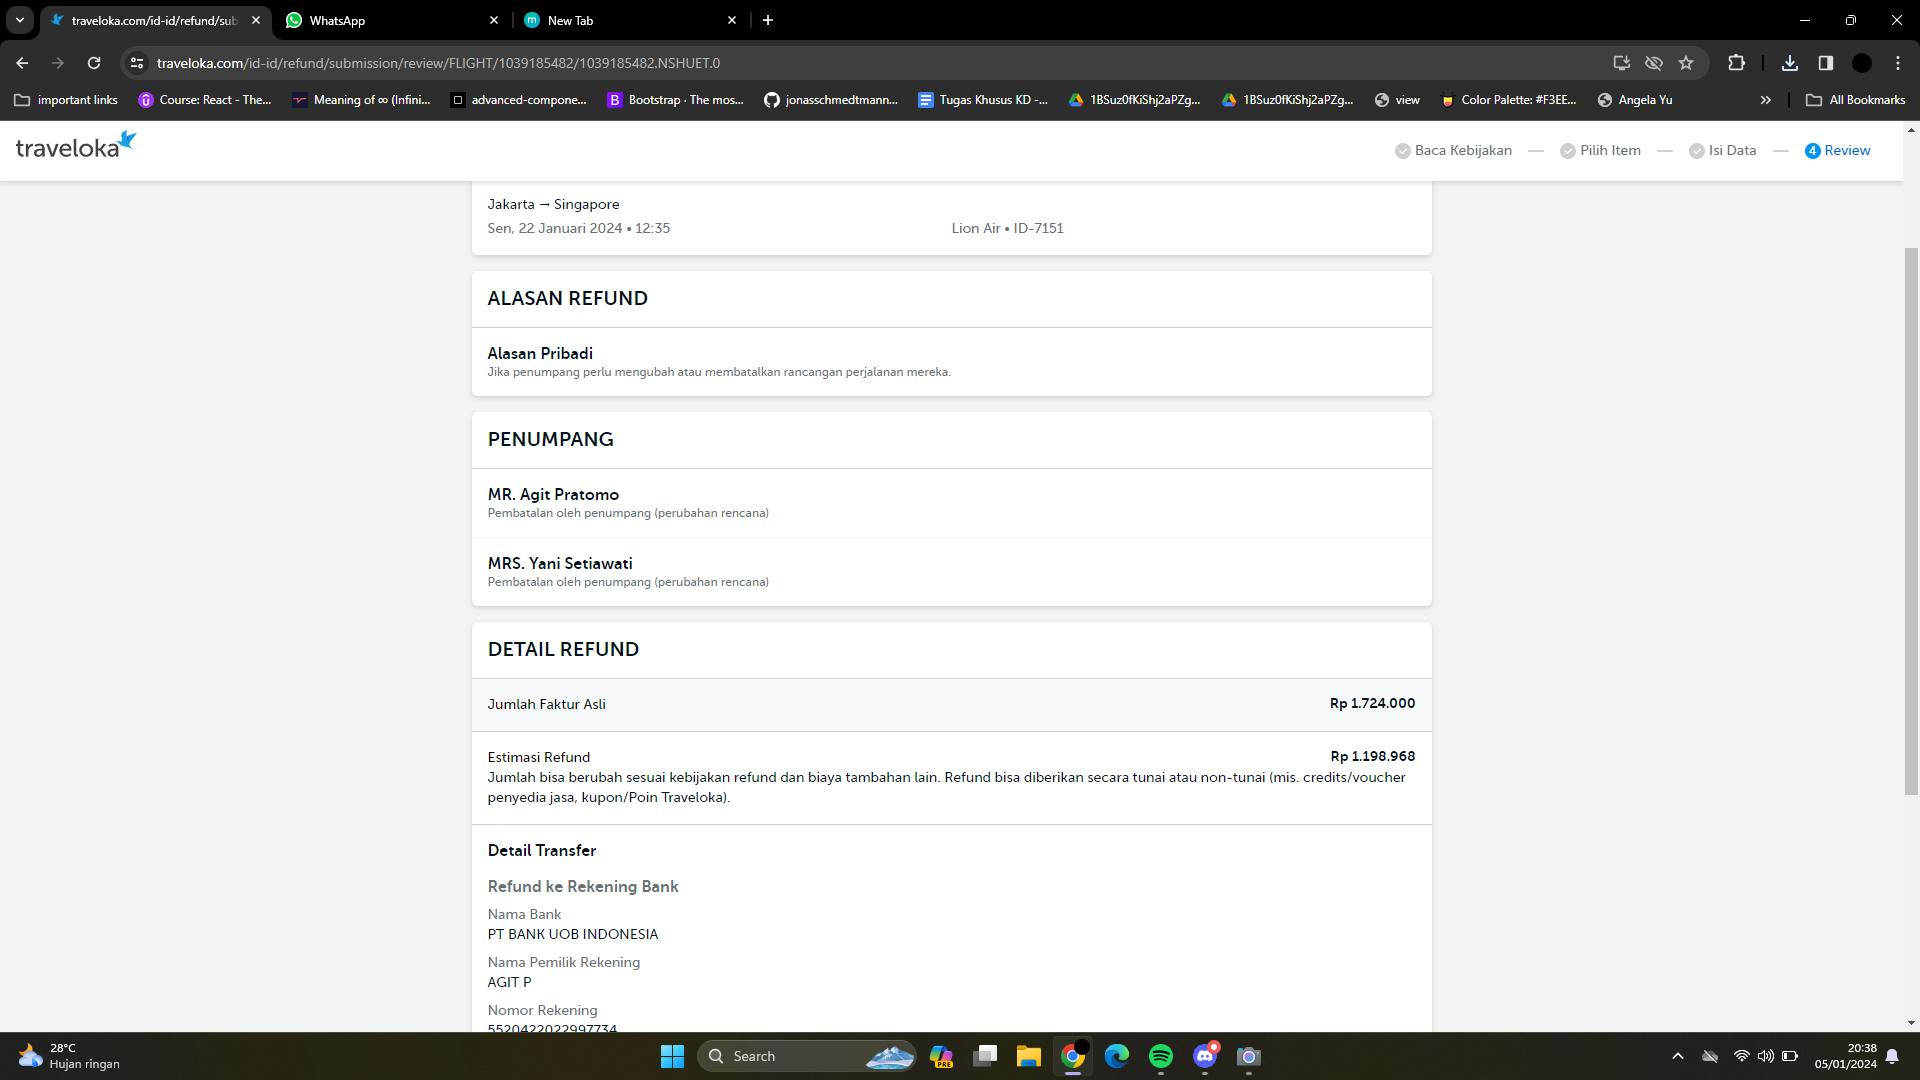 traveloka.com/id-id/refund/sub
WhatsApp
New Tab
traveloka.com/id-id/refund/submission/review/FLIGHT/1039185482/1039185482.NSHUET.0
important links
Course: React - The...
Meaning of ∞ (Infini...
advanced-compone...
Bootstrap · The mos...
jonasschmedtmann...
Tugas Khusus KD -...
1BSuz0fKiShj2aPZg...
1BSuz0fKiShj2aPZg...
view
Color Palette: #F3EE...
Angela Yu
All Bookmarks
traveloka
Baca Kebijakan
Pilih Item
Isi Data
4 Review
Jakarta → Singapore
Sen, 22 Januari 2024 • 12:35
Lion Air • ID-7151
ALASAN REFUND
Alasan Pribadi
Jika penumpang perlu mengubah atau membatalkan rancangan perjalanan mereka.
PENUMPANG
MR. Agit Pratomo
Pembatalan oleh penumpang (perubahan rencana)
MRS. Yani Setiawati
Pembatalan oleh penumpang (perubahan rencana)
DETAIL REFUND
Jumlah Faktur Asli
Rp 1.724.000
Estimasi Refund
Rp 1.198.968
Jumlah bisa berubah sesuai kebijakan refund dan biaya tambahan lain. Refund bisa diberikan secara tunai atau non-tunai (mis. credits/voucher
penyedia jasa, kupon/Poin Traveloka).
Detail Transfer
Refund ke Rekening Bank
Nama Bank
PT BANK UOB INDONESIA
Nama Pemilik Rekening
AGIT P
Nomor Rekening
5520422022997734
28°C
Hujan ringan
Search
PRE
20:38
05/01/2024